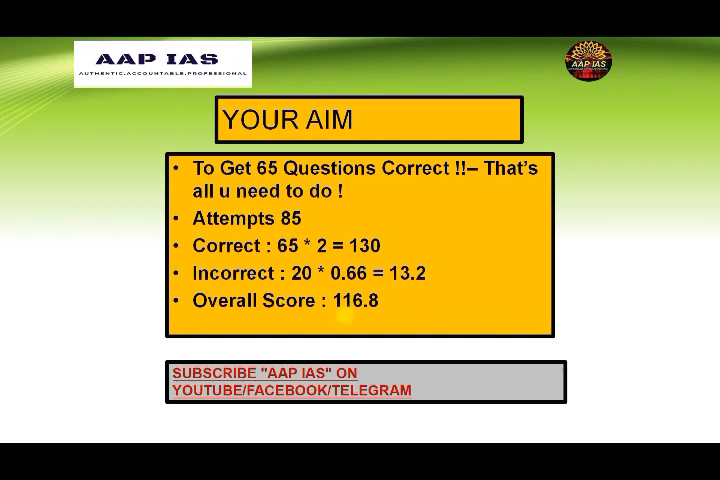 AAP IAS
AUTHENTIC.ACCOUNTABLE.PROFESSIONAL
AAP IAS
YOUR AIM
• To Get 65 Questions Correct !!– That's
all u need to do !
• Attempts 85
• Correct : 65 * 2 = 130
• Incorrect : 20 * 0.66 = 13.2
• Overall Score : 116.8
SUBSCRIBE "AAP IAS" ON
YOUTUBE/FACEBOOK/TELEGRAM